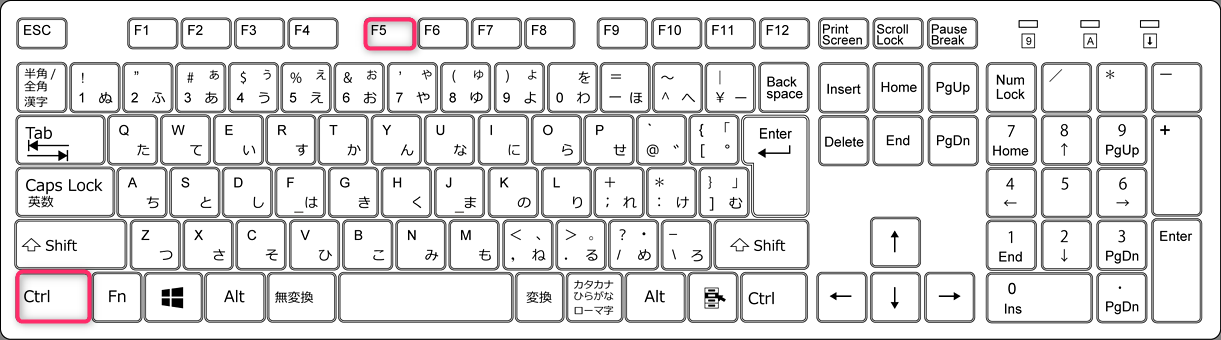 ESC F1 F2 F3 F4 F5 F6 F7 F8 F9 F10 F11 F12 Print Screen Scroll Lock Pause Break 9 A ⬇
半角/全角 漢字 ! 1 ぬ ” 2 ふ # ぁ 3 あ $ ぅ 4 う % ぇ 5 え & ぉ 6 お ’ ゃ 7 や ( ゅ 8 ゆ ) ょ 9 よ を 0 わ = ー ほ ～ ^ へ | ¥ ー Back space Insert Home PgUp Num Lock ／ * ー
Tab Q た W て E い R す T か Y ん U な I に O ら P せ ` @ ゛ { 「 [ ° Enter Delete End PgDn 7 Home 8 ↑ 9 PgUp +
Caps Lock 英数 A ち S と D し F _は G き H く J _ま K の L り + ; れ * : け } 」 ] む 4 ← 5 6 →
⇧ Shift Z つ X さ C そ V ひ B こ N み M も < 、 , ね > 。 . る ? ・ / め – \ ろ ⇧ Shift ↑ 1 End 2 ↓ 3 PgDn Enter
Ctrl Fn Alt 無変換 変換 カタカナ ひらがな ローマ字 Alt Ctrl ← ↓ → 0 Ins . PgDn